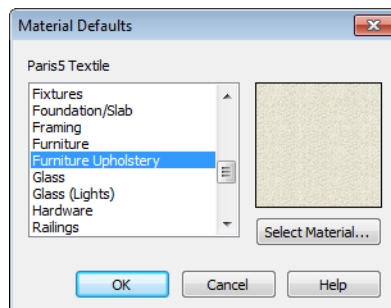 Material Defaults
Paris5 Textile
Fixtures
Foundation/Slab
Framing
Furniture
Furniture Upholstery
Glass
Glass (Lights)
Hardware
Railings
Select Material...
OK
Cancel
Help